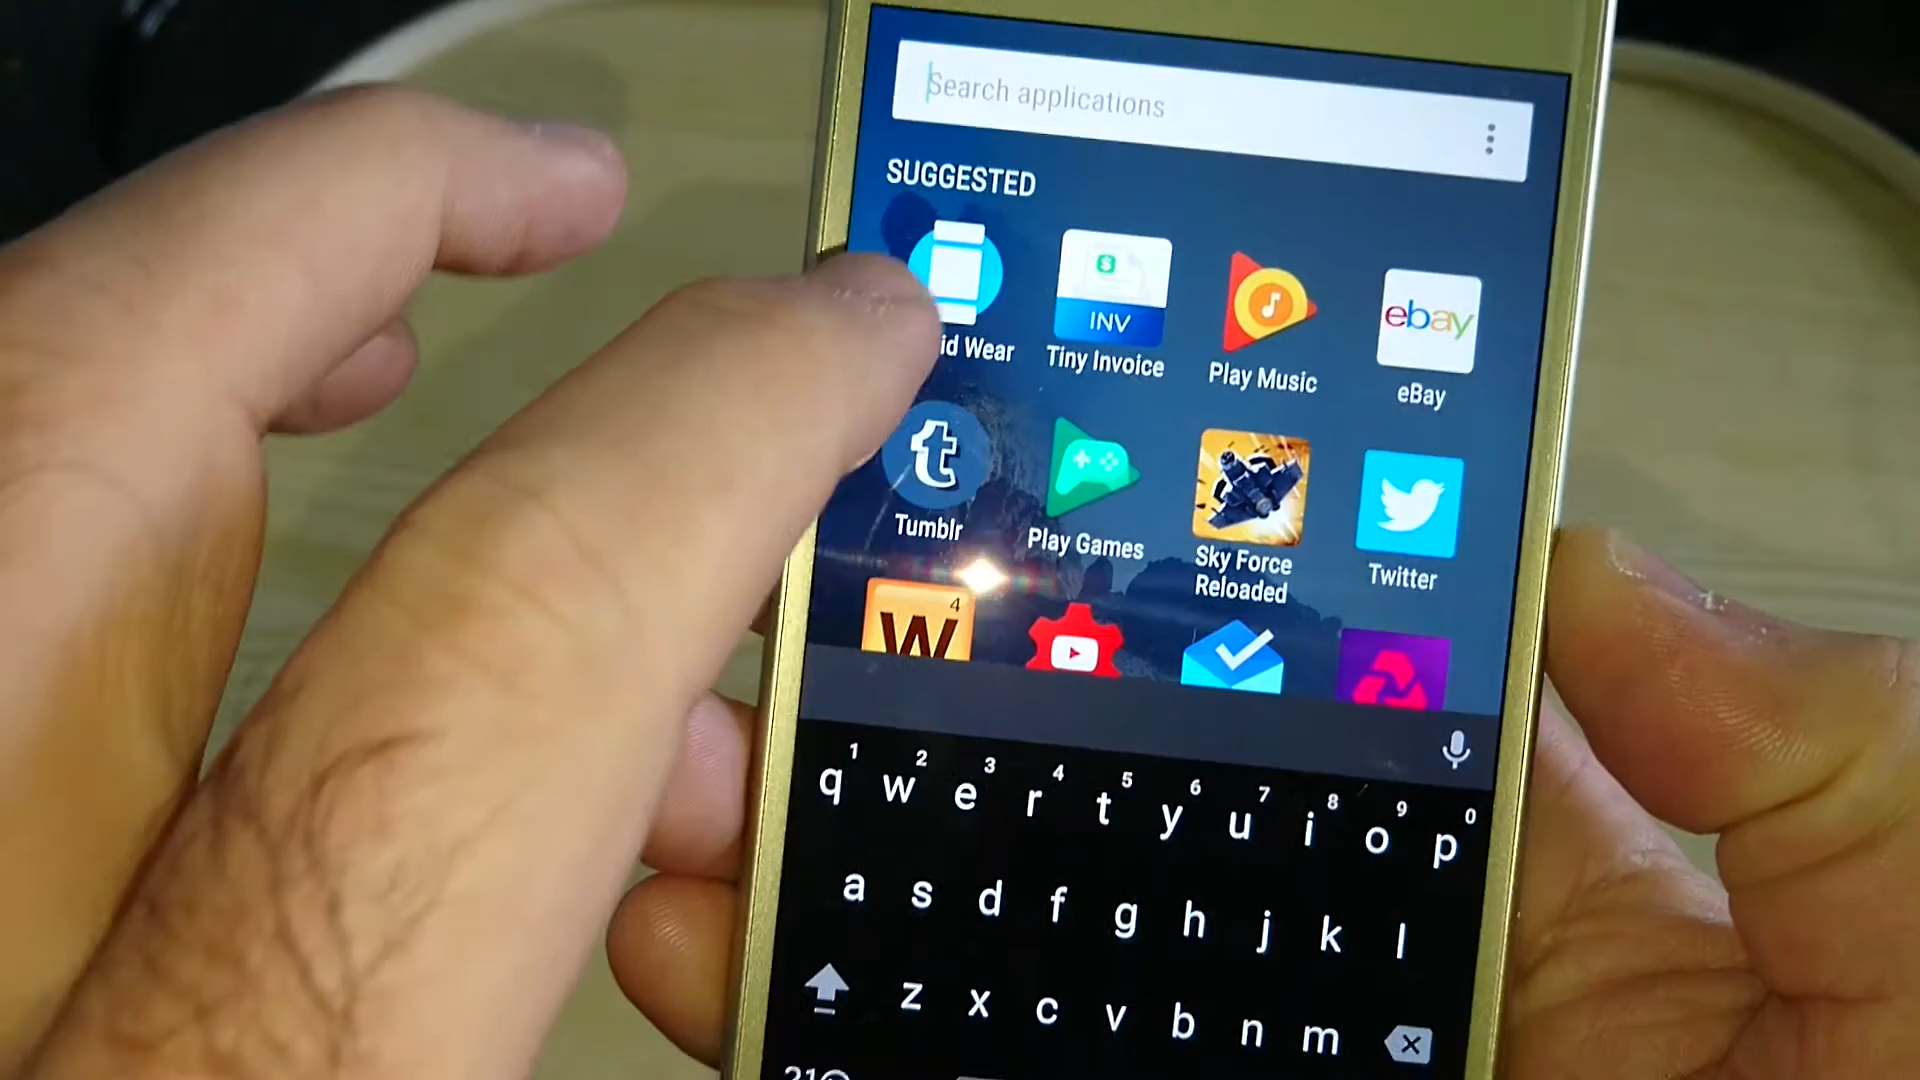 Search applications
SUGGESTED
id Wear
INV
Tiny Invoice
Play Music
ebay
eBay
t
Tumblr
Play Games
Sky Force
Reloaded
Twitter
4
W
1 2 3 4 5 6 7 8 9 0
q w e r t y u i o p
a s d f g h j k l
z x c v b n m